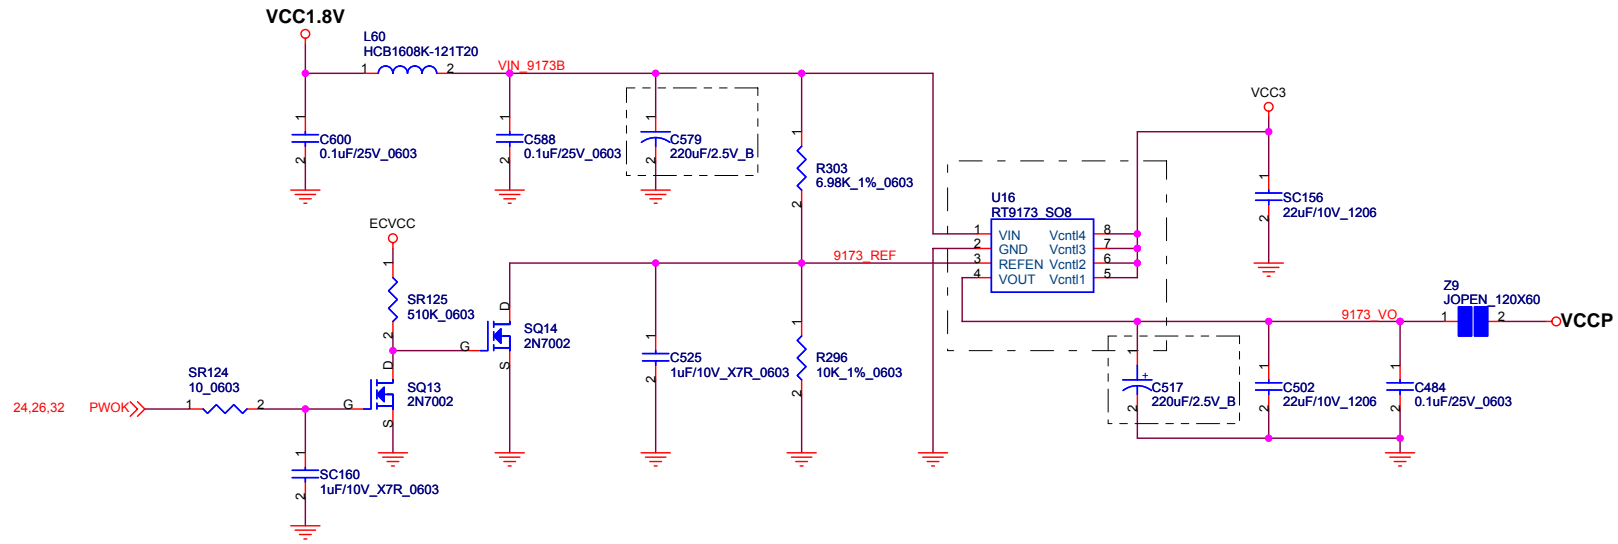 VCC1.8V
L60
HCB1608K-121T20
1 2
VIN_9173B
1
C600
0.1uF/25V_0603
2
1
C588
0.1uF/25V_0603
2
1
C579
220uF/2.5V_B
2
1
R303
6.98K_1%_0603
2
VCC3
1
SC156
22uF/10V_1206
2
U16
RT9173_SO8
1 VIN Vcntl4 8
2 GND Vcntl3 7
3 REFEN Vcntl2 6
4 VOUT Vcntl1 5
9173_REF
ECVCC
1
SR125
510K_0603
2
D
SQ14
2N7002
G
S
1
C525
1uF/10V_X7R_0603
2
1
R296
10K_1%_0603
2
Z9
JOPEN_120X60
9173_VO
1 2
VCCP
1
+
C517
220uF/2.5V_B
2
1
C502
22uF/10V_1206
2
1
C484
0.1uF/25V_0603
2
D
SQ13
2N7002
G
S
SR124
10_0603
24,26,32 PWOK
1 2
1
SC160
1uF/10V_X7R_0603
2